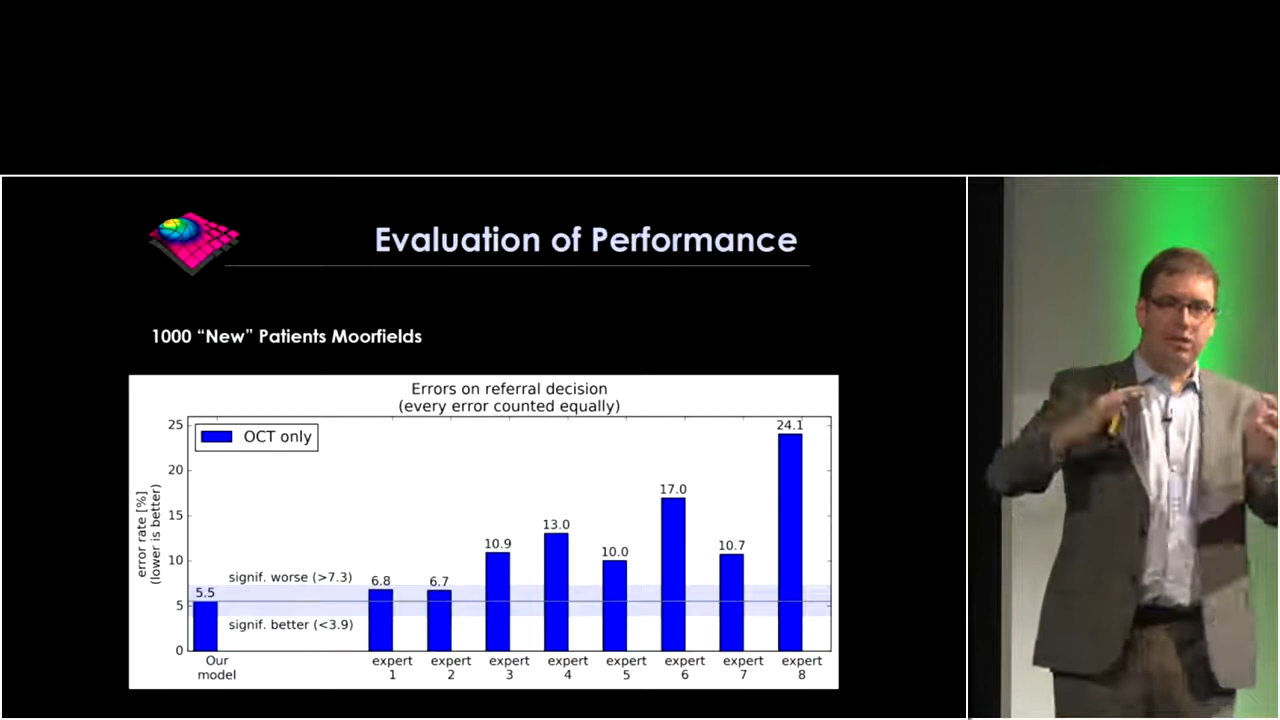 Evaluation of Performance
1000 “New” Patients Moorfields
Errors on referral decision
(every error counted equally)
error rate [%]
(lower is better)
25
20
15
10
5
0
OCT only
signif. worse (>7.3)
signif. better (<3.9)
5.5
6.8
6.7
10.9
13.0
10.0
17.0
10.7
24.1
Our
model
expert
1
expert
2
expert
3
expert
4
expert
5
expert
6
expert
7
expert
8